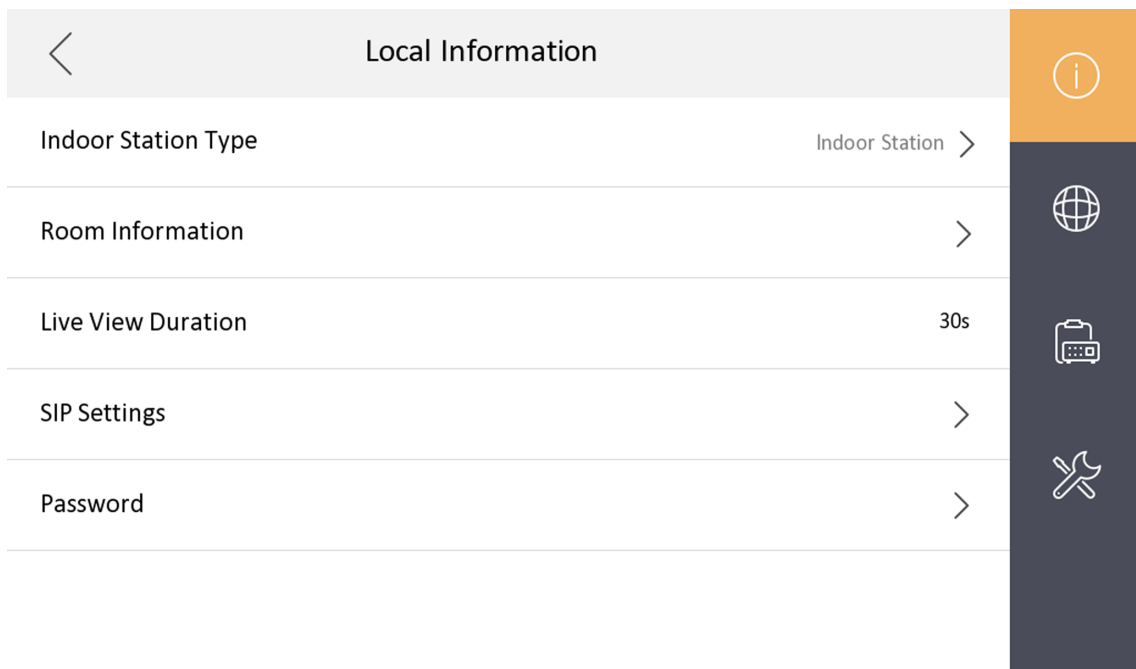 Local Information
Indoor Station Type
Indoor Station
Room Information
Live View Duration
30s
SIP Settings
Password